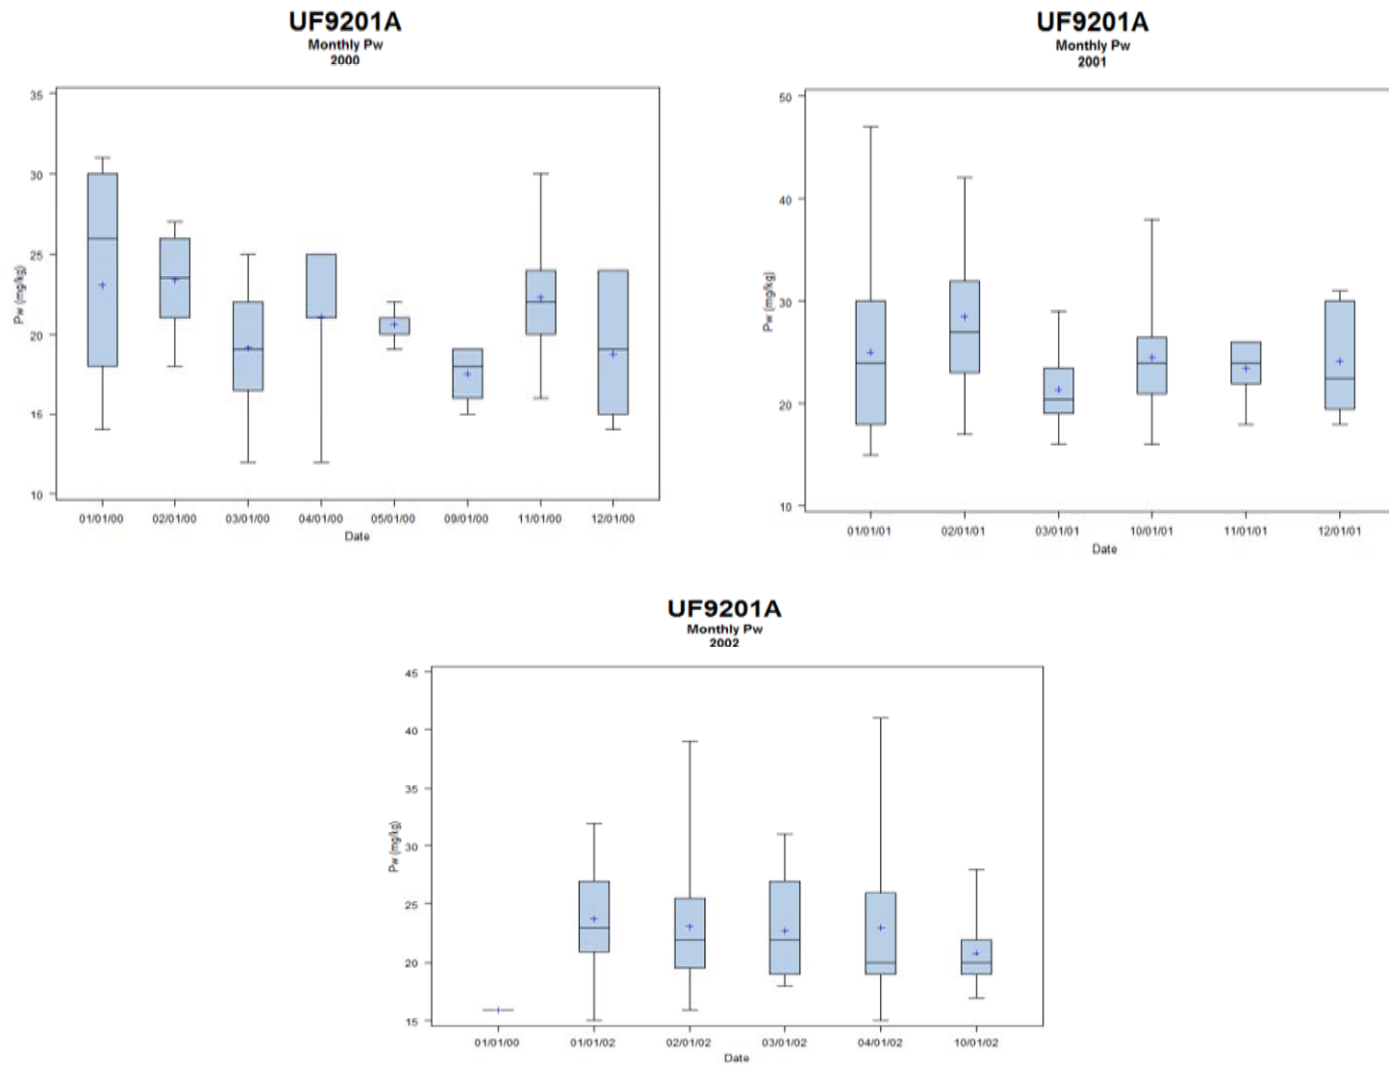 UF9201A
Monthly Pw
2000
35
30
25
20
15
10
Pw (mg/kg)
01/01/00 02/01/00 03/01/00 04/01/00 05/01/00 09/01/00 11/01/00 12/01/00
Date
UF9201A
Monthly Pw
2001
50
40
30
20
10
Pw (mg/kg)
01/01/01 02/01/01 03/01/01 10/01/01 11/01/01 12/01/01
Date
UF9201A
Monthly Pw
2002
45
40
35
30
25
20
15
Pw (mg/kg)
01/01/00 01/01/02 02/01/02 03/01/02 04/01/02 10/01/02
Date